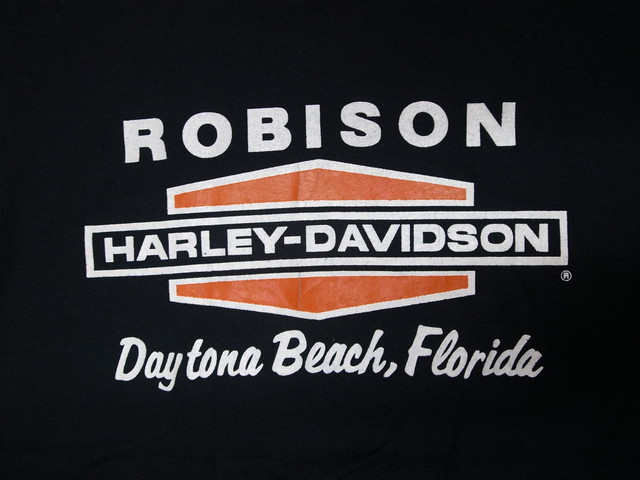 ROBISON
HARLEY-DAVIDSON
®
Daytona Beach, Florida